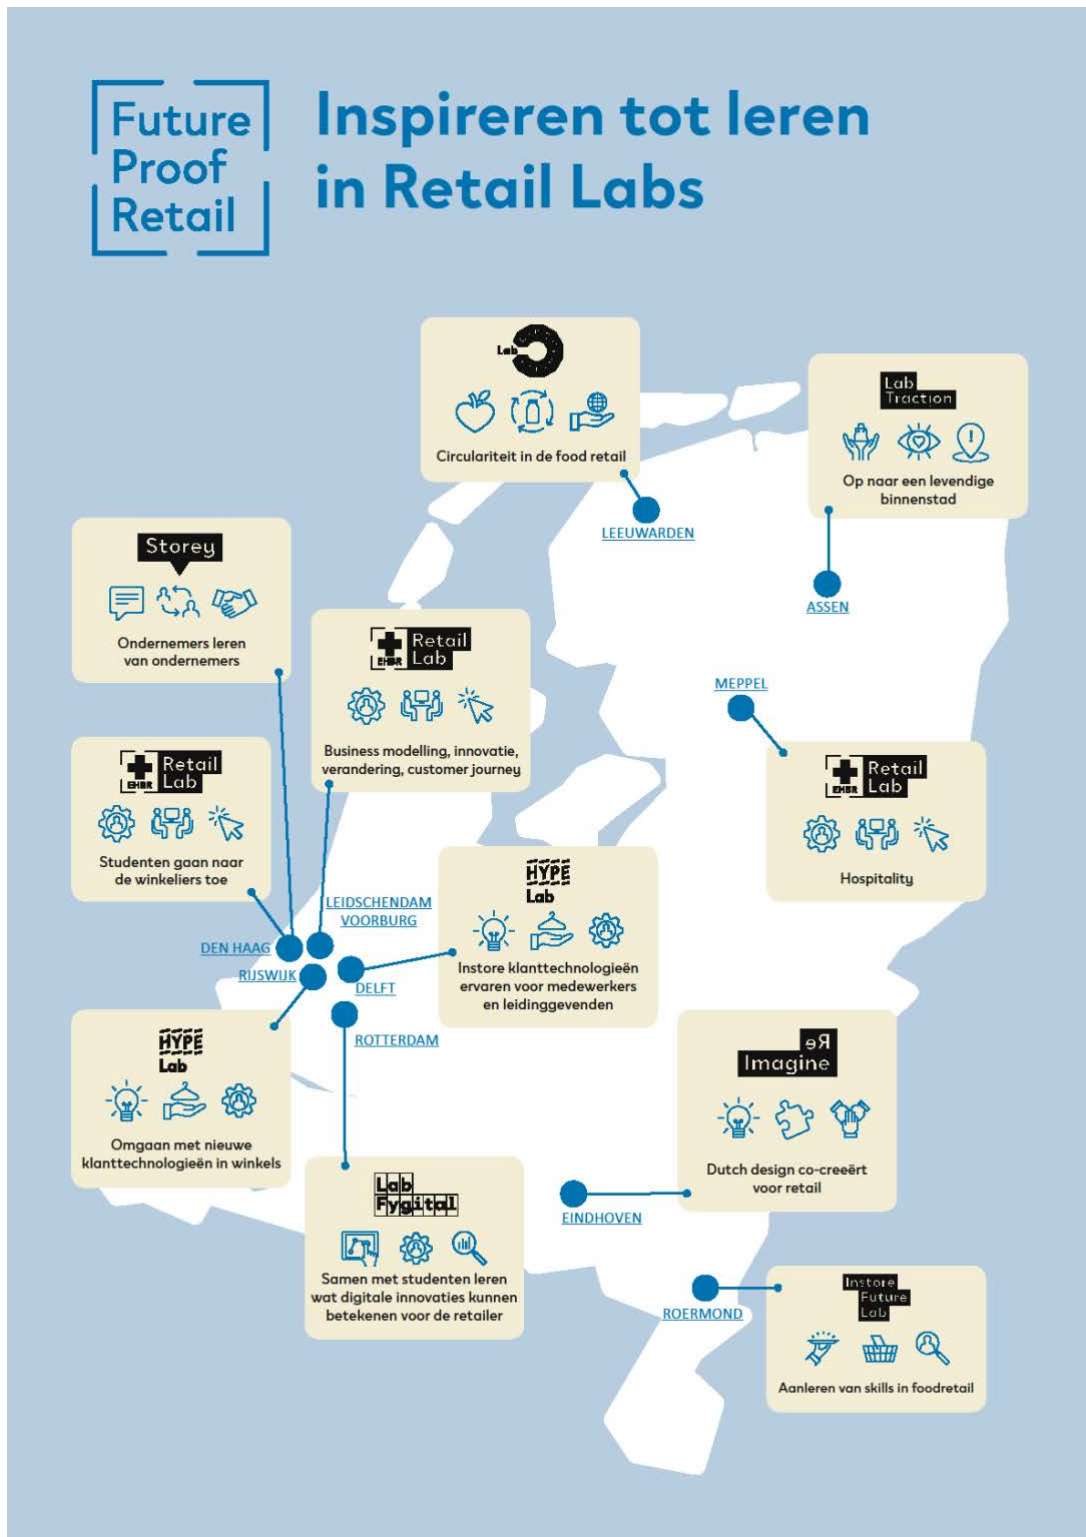 Future
Proof
Retail
Inspireren tot leren
in Retail Labs
Lab
Circulariteit in de food retail
LEEUWARDEN
Lab
Traction
Op naar een levendige
binnenstad
ASSEN
Storey
Ondernemers leren
van ondernemers
EHBR
Retail
Lab
Business modelling, innovatie,
verandering, customer journey
MEPPEL
EHBR
Retail
Lab
Hospitality
EHBR
Retail
Lab
Studenten gaan naar
de winkeliers toe
LEIDSCHENDAM
VOORBURG
DEN HAAG
RIJSWIJK
DELFT
ROTTERDAM
HYPE
Lab
Instore klanttechnologieën
ervaren voor medewerkers
en leidinggevenden
HYPE
Lab
Omgaan met nieuwe
klanttechnologieën in winkels
Re
Imagine
Dutch design co-creeërt
voor retail
EINDHOVEN
Lab
Fygital
Samen met studenten leren
wat digitale innovaties kunnen
betekenen voor de retailer
ROERMOND
Instore
Future
Lab
Aanleren van skills in foodretail